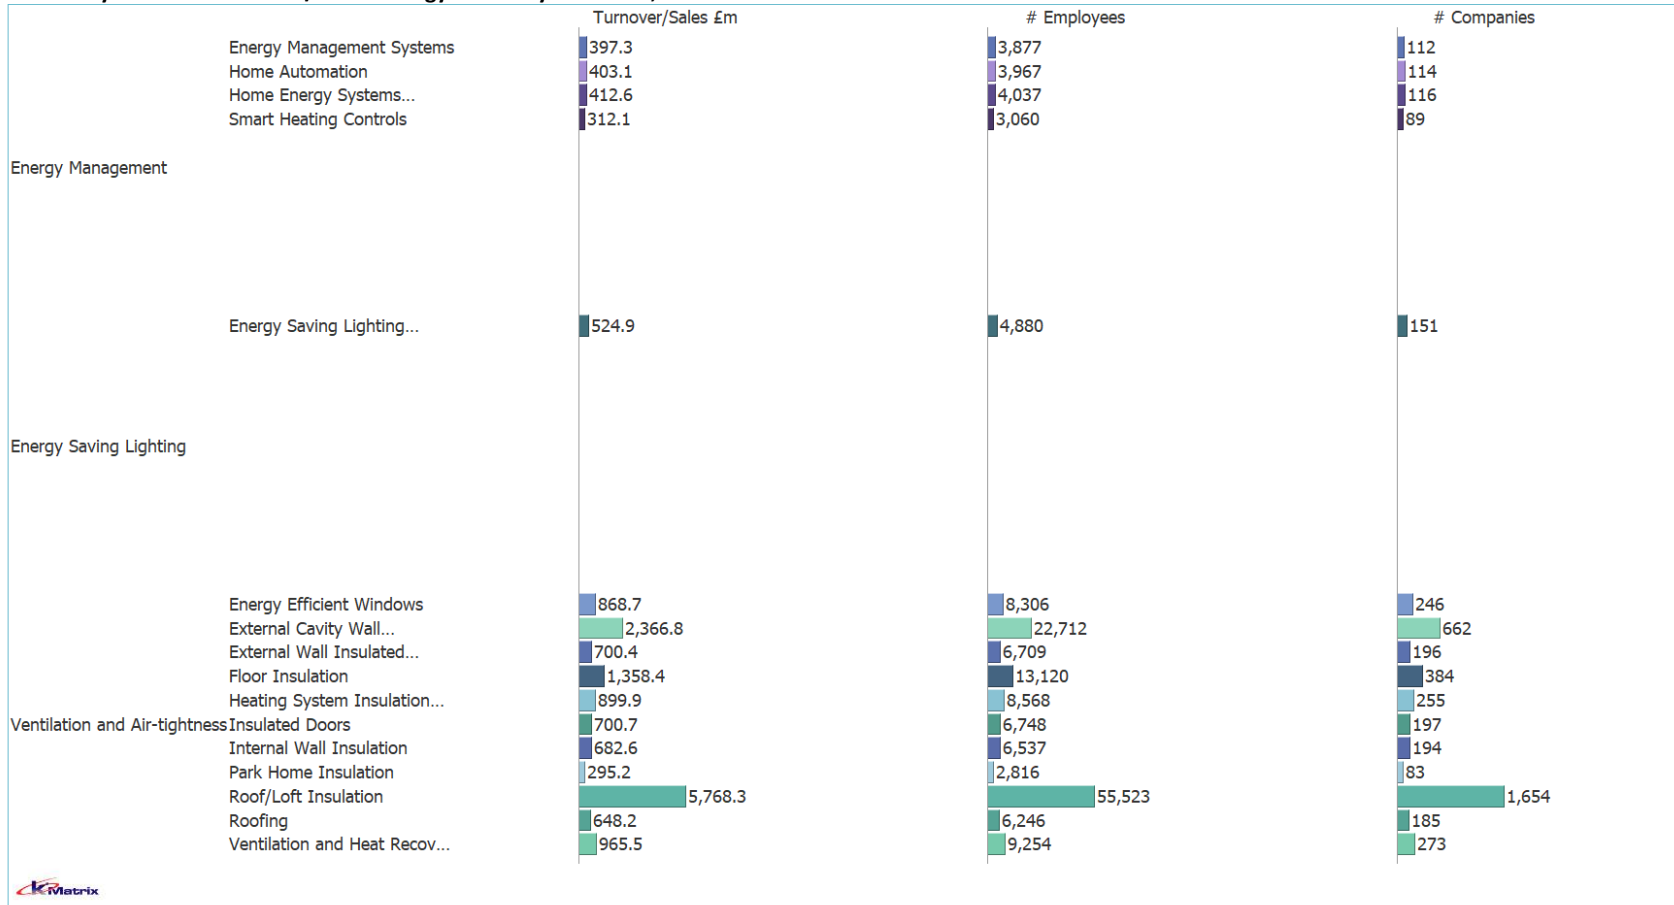 Turnover/Sales £m # Employees # Companies
Energy Management Systems 397.3 3,877 112
Home Automation 403.1 3,967 114
Home Energy Systems... 412.6 4,037 116
Smart Heating Controls 312.1 3,060 89
Energy Management
Energy Saving Lighting... 524.9 4,880 151
Energy Saving Lighting
Energy Efficient Windows 868.7 8,306 246
External Cavity Wall... 2,366.8 22,712 662
External Wall Insulated... 700.4 6,709 196
Floor Insulation 1,358.4 13,120 384
Heating System Insulation... 899.9 8,568 255
Ventilation and Air-tightness Insulated Doors 700.7 6,748 197
Internal Wall Insulation 682.6 6,537 194
Park Home Insulation 295.2 2,816 83
Roof/Loft Insulation 5,768.3 55,523 1,654
Roofing 648.2 6,246 185
Ventilation and Heat Recov... 965.5 9,254 273
kMatrix